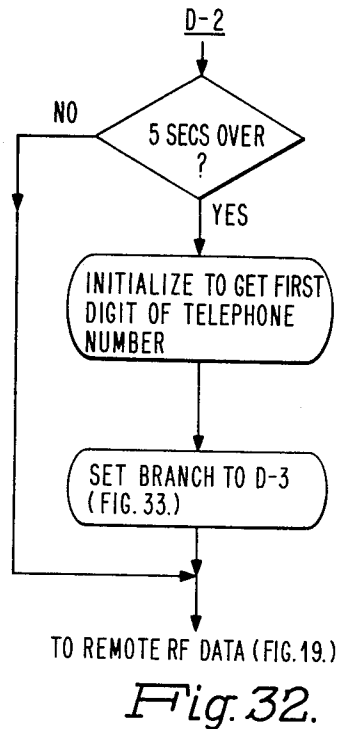 D-2
NO
5 SECS OVER
?
YES
INITIALIZE TO GET FIRST
DIGIT OF TELEPHONE
NUMBER
SET BRANCH TO D-3
(FIG. 33.)
TO REMOTE RF DATA (FIG. 19.)
Fig. 32.